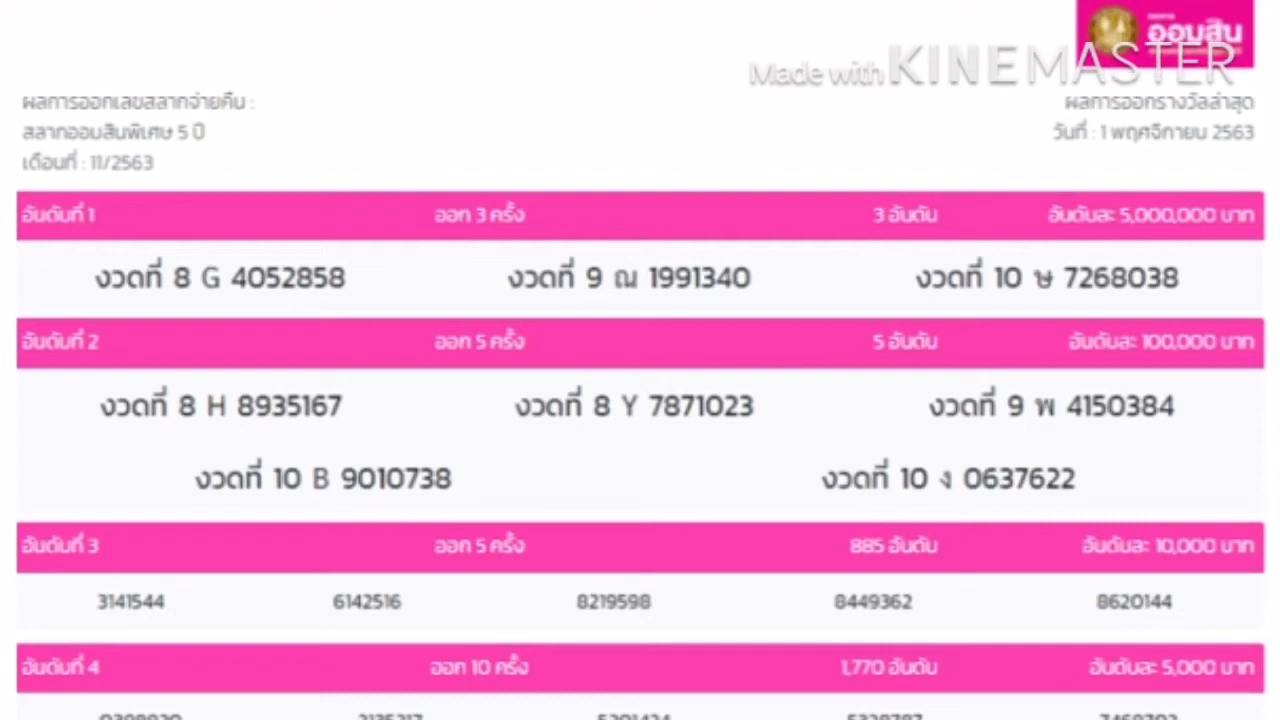 ออมสิน
Made with KINEMASTER
ผลการออกเลขสลากจ่ายคืน :
ผลการออกรางวัลล่าสุด
สลากออมสินพิเศษ 5 ปี
วันที่ : 1 พฤศจิกายน 2563
เดือนที่ : 11/2563
อันดับที่ 1 ออก 3 ครั้ง 3 อันดับ อันดับละ 5,000,000 บาท
งวดที่ 8 G 4052858 งวดที่ 9 ณ 1991340 งวดที่ 10 ษ 7268038
อันดับที่ 2 ออก 5 ครั้ง 5 อันดับ อันดับละ 100,000 บาท
งวดที่ 8 H 8935167 งวดที่ 8 Y 7871023 งวดที่ 9 พ 4150384
งวดที่ 10 B 9010738 งวดที่ 10 ง 0637622
อันดับที่ 3 ออก 5 ครั้ง 885 อันดับ อันดับละ 10,000 บาท
3141544 6142516 8219598 8449362 8620144
อันดับที่ 4 ออก 10 ครั้ง 1,770 อันดับ อันดับละ 5,000 บาท